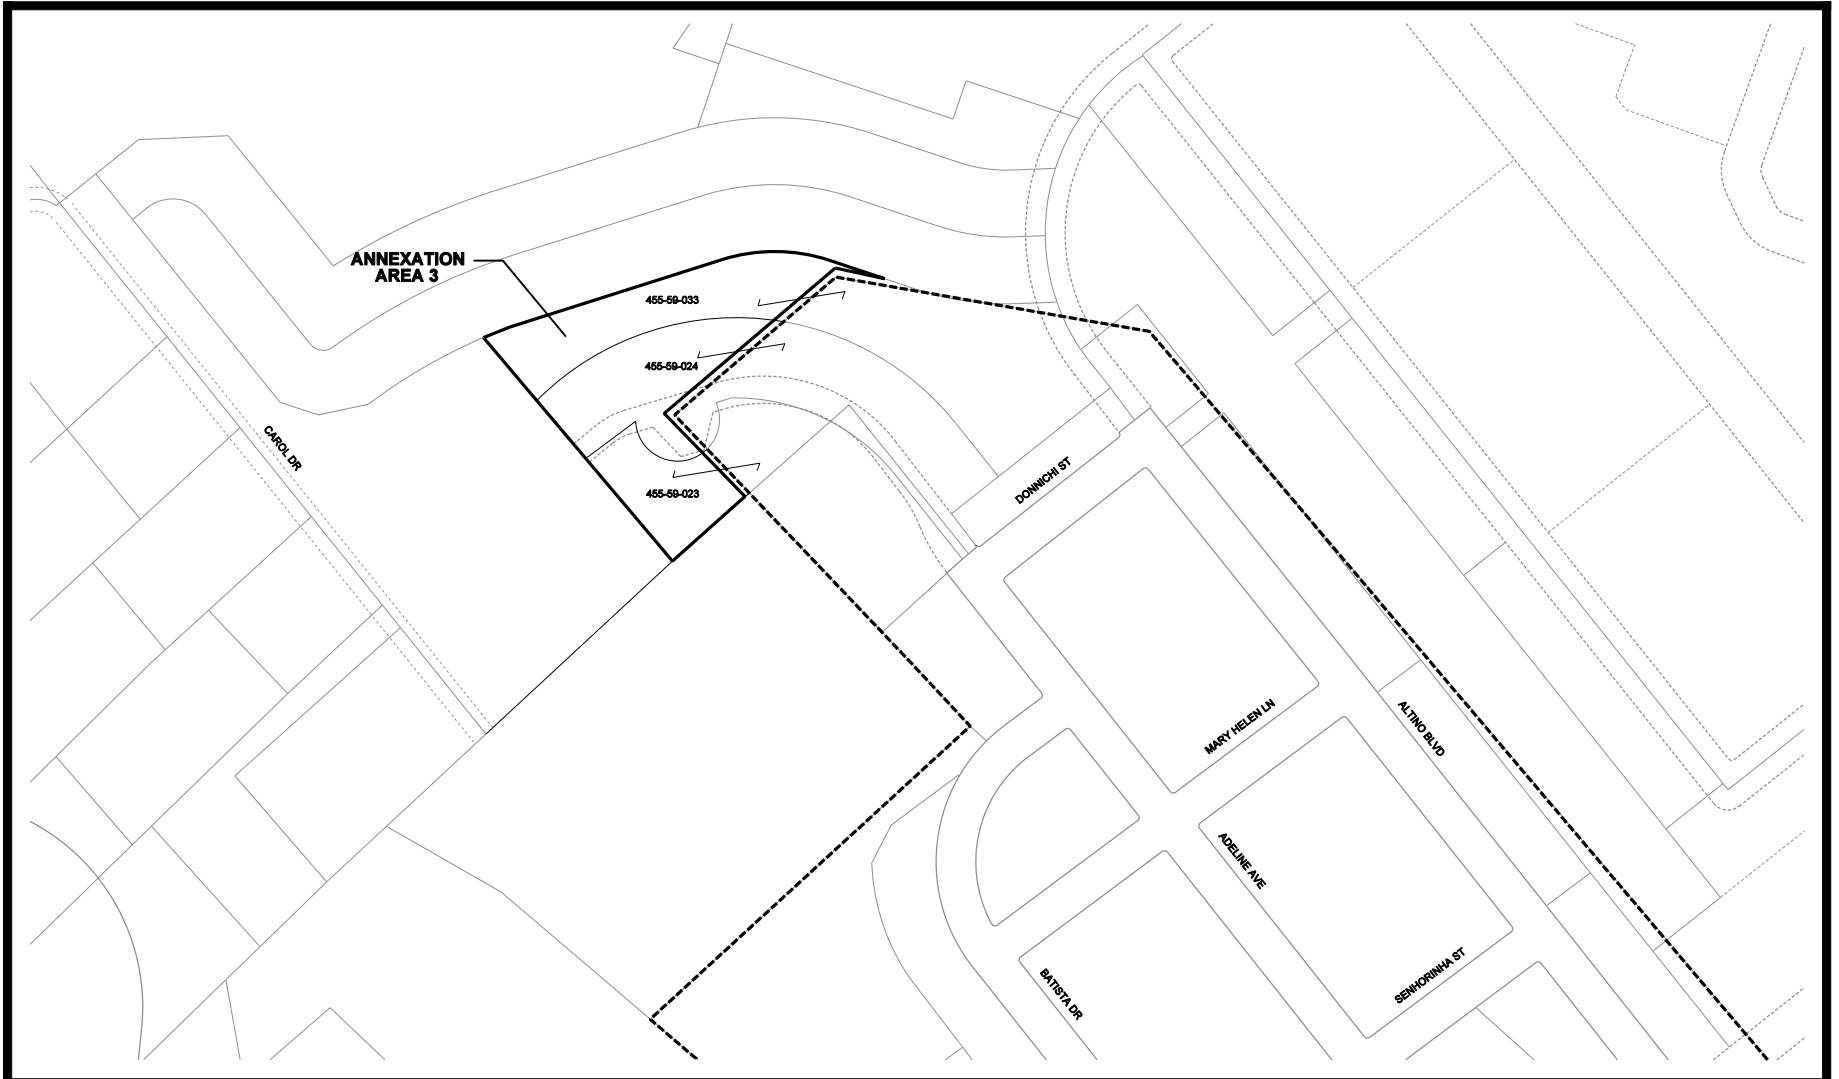 ANNEXATION
AREA 3
455-59-033
455-59-024
455-59-023
CAROL DR
DONNICHI ST
MARY HELEN LN
ALTINO BLVD
ADELINE AVE
SENHORINHA ST
BATISTA DR